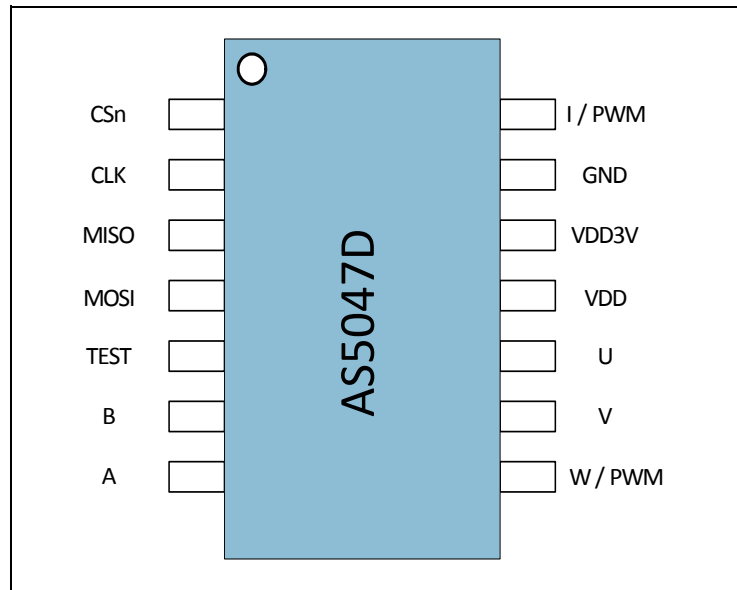 CSn
CLK
MISO
MOSI
TEST
B
A
AS5047D
I / PWM
GND
VDD3V
VDD
U
V
W / PWM